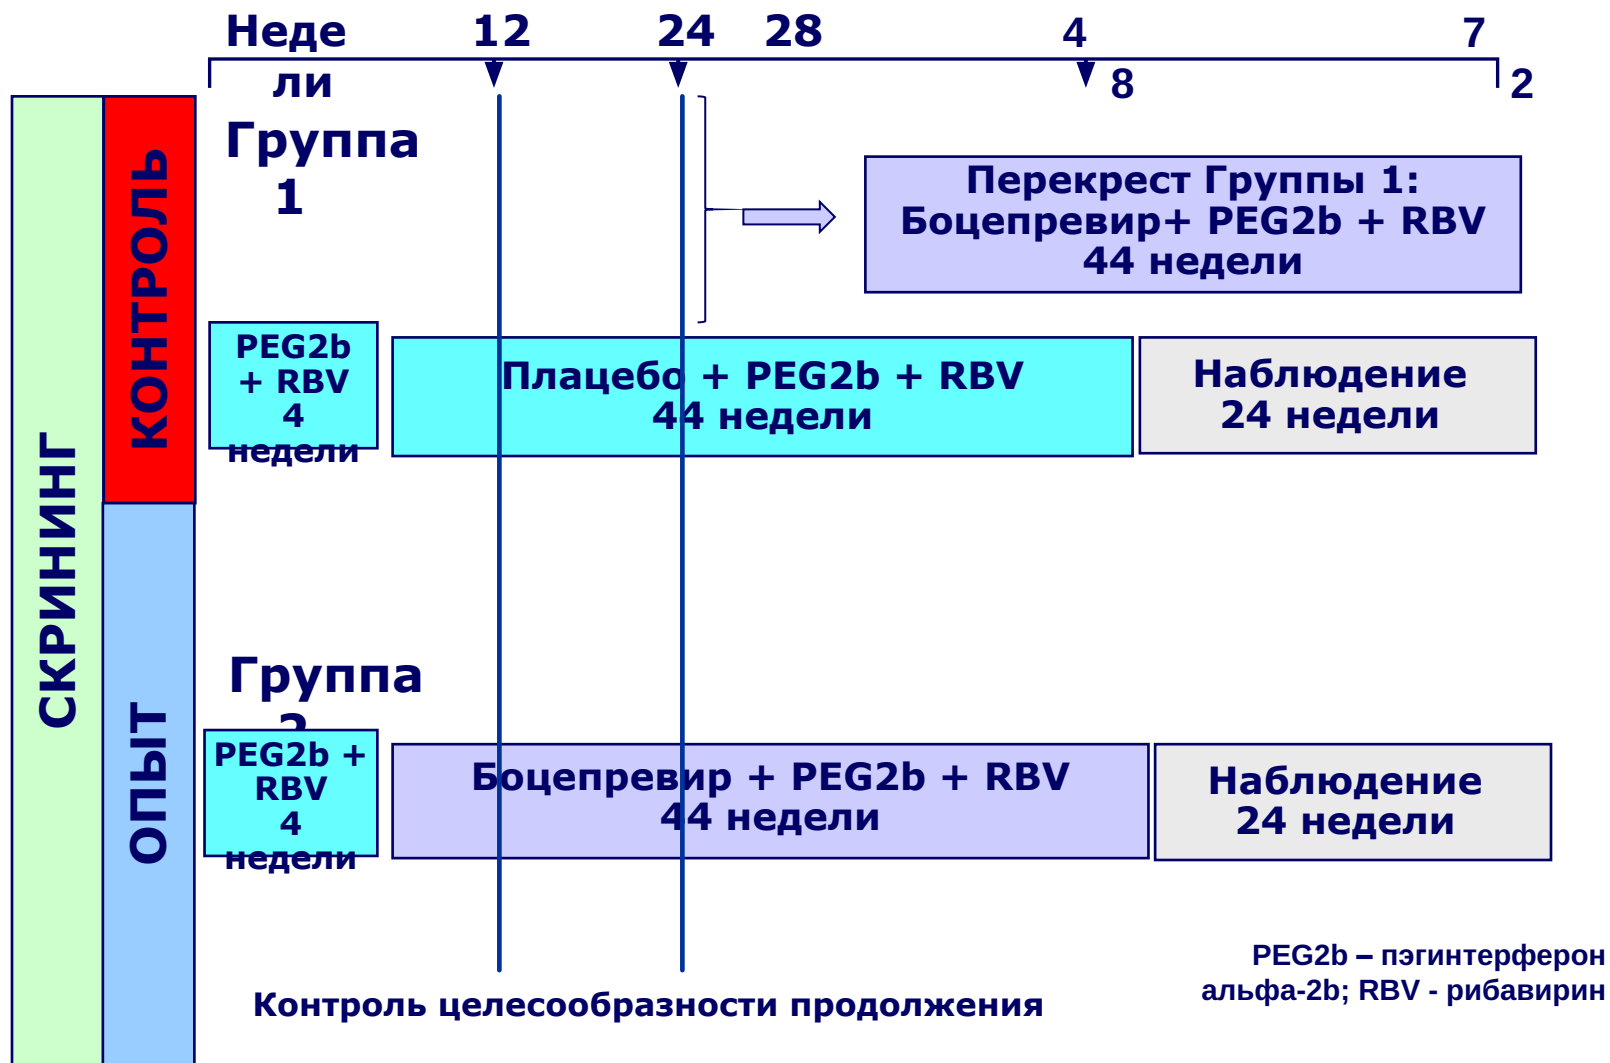 Неде
ли
12
24
28
4
8
7
2
СКРИНИНГ
КОНТРОЛЬ
ОПЫТ
Группа
1
Перекрест Группы 1:
Боцепревир+ PEG2b + RBV
44 недели
PEG2b
+ RBV
4
недели
Плацебо + PEG2b + RBV
44 недели
Наблюдение
24 недели
Группа
2
PEG2b +
RBV
4
недели
Боцепревир + PEG2b + RBV
44 недели
Наблюдение
24 недели
PEG2b – пэгинтерферон
альфа-2b; RBV - рибавирин
Контроль целесообразности продолжения